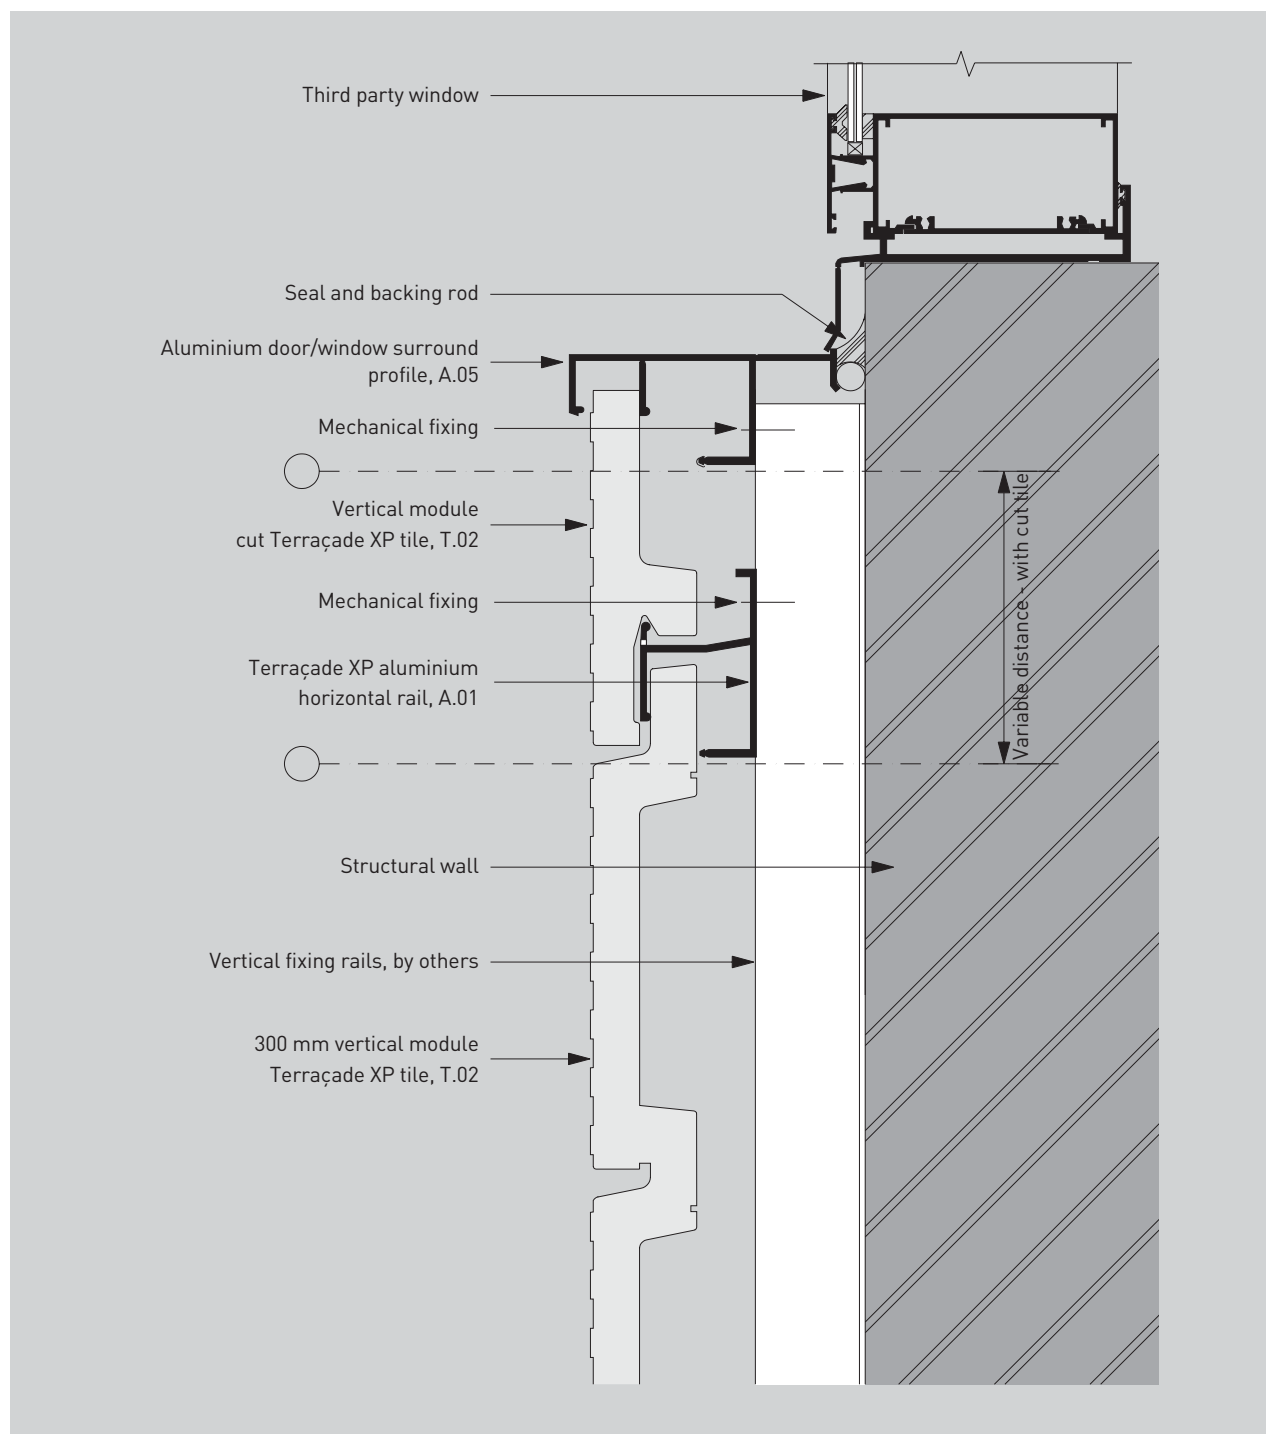 Third party window
Seal and backing rod
Aluminium door/window surround
profile, A.05
Mechanical fixing
Vertical module
cut Terraçade XP tile, T.02
Mechanical fixing
Terraçade XP aluminium
horizontal rail, A.01
Variable distance - with cut tile
Structural wall
Vertical fixing rails, by others
300 mm vertical module
Terraçade XP tile, T.02